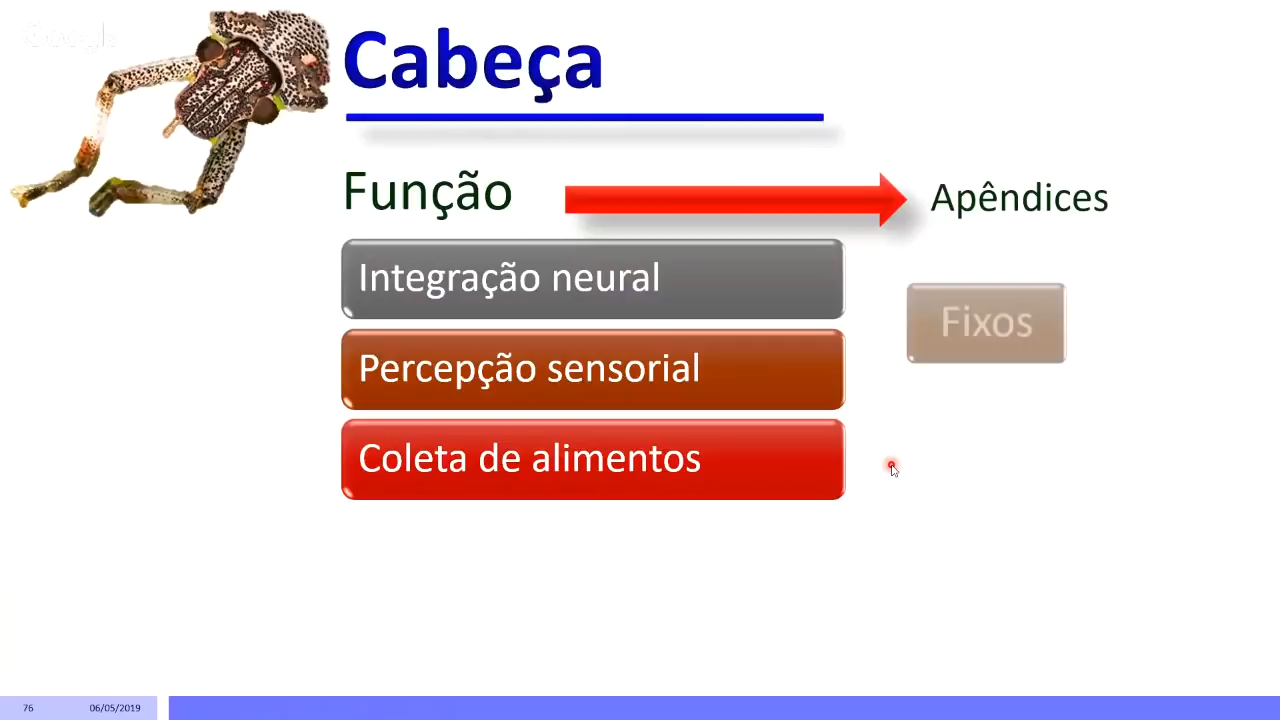 Cabeça
Função
Apêndices
Integração neural
Fixos
Percepção sensorial
Coleta de alimentos
76
06/05/2019